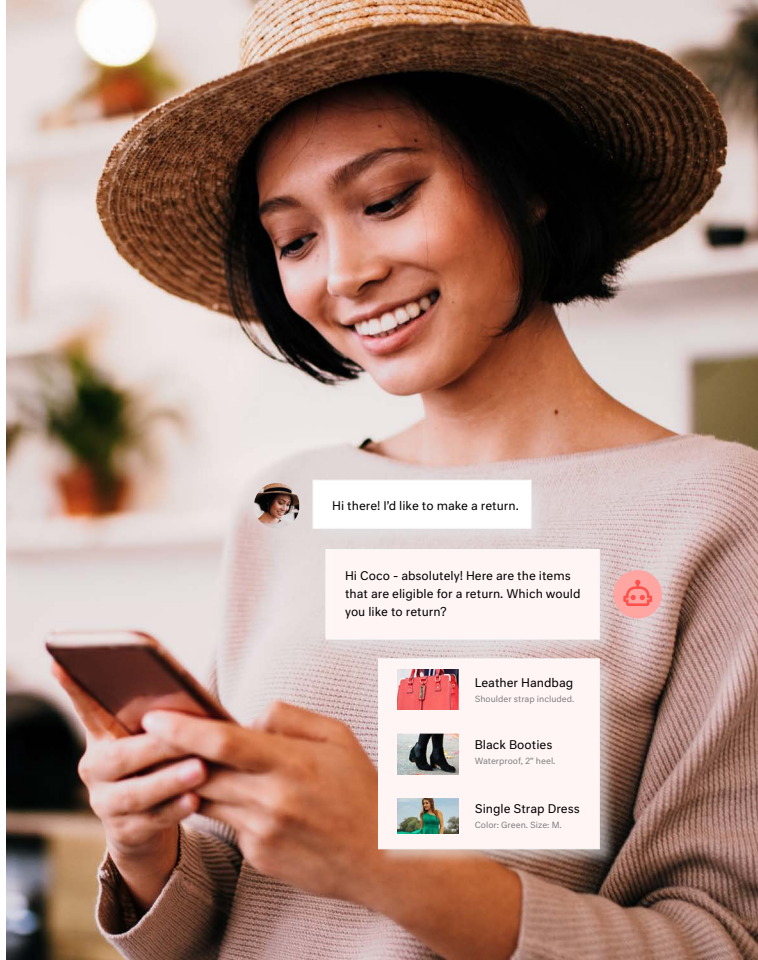 Hi there! I'd like to make a return.
Hi Coco - absolutely! Here are the items
that are eligible for a return. Which would
you like to return?
Leather Handbag
Shoulder strap included.
Black Booties
Waterproof, 2" heel.
Single Strap Dress
Color: Green. Size: M.